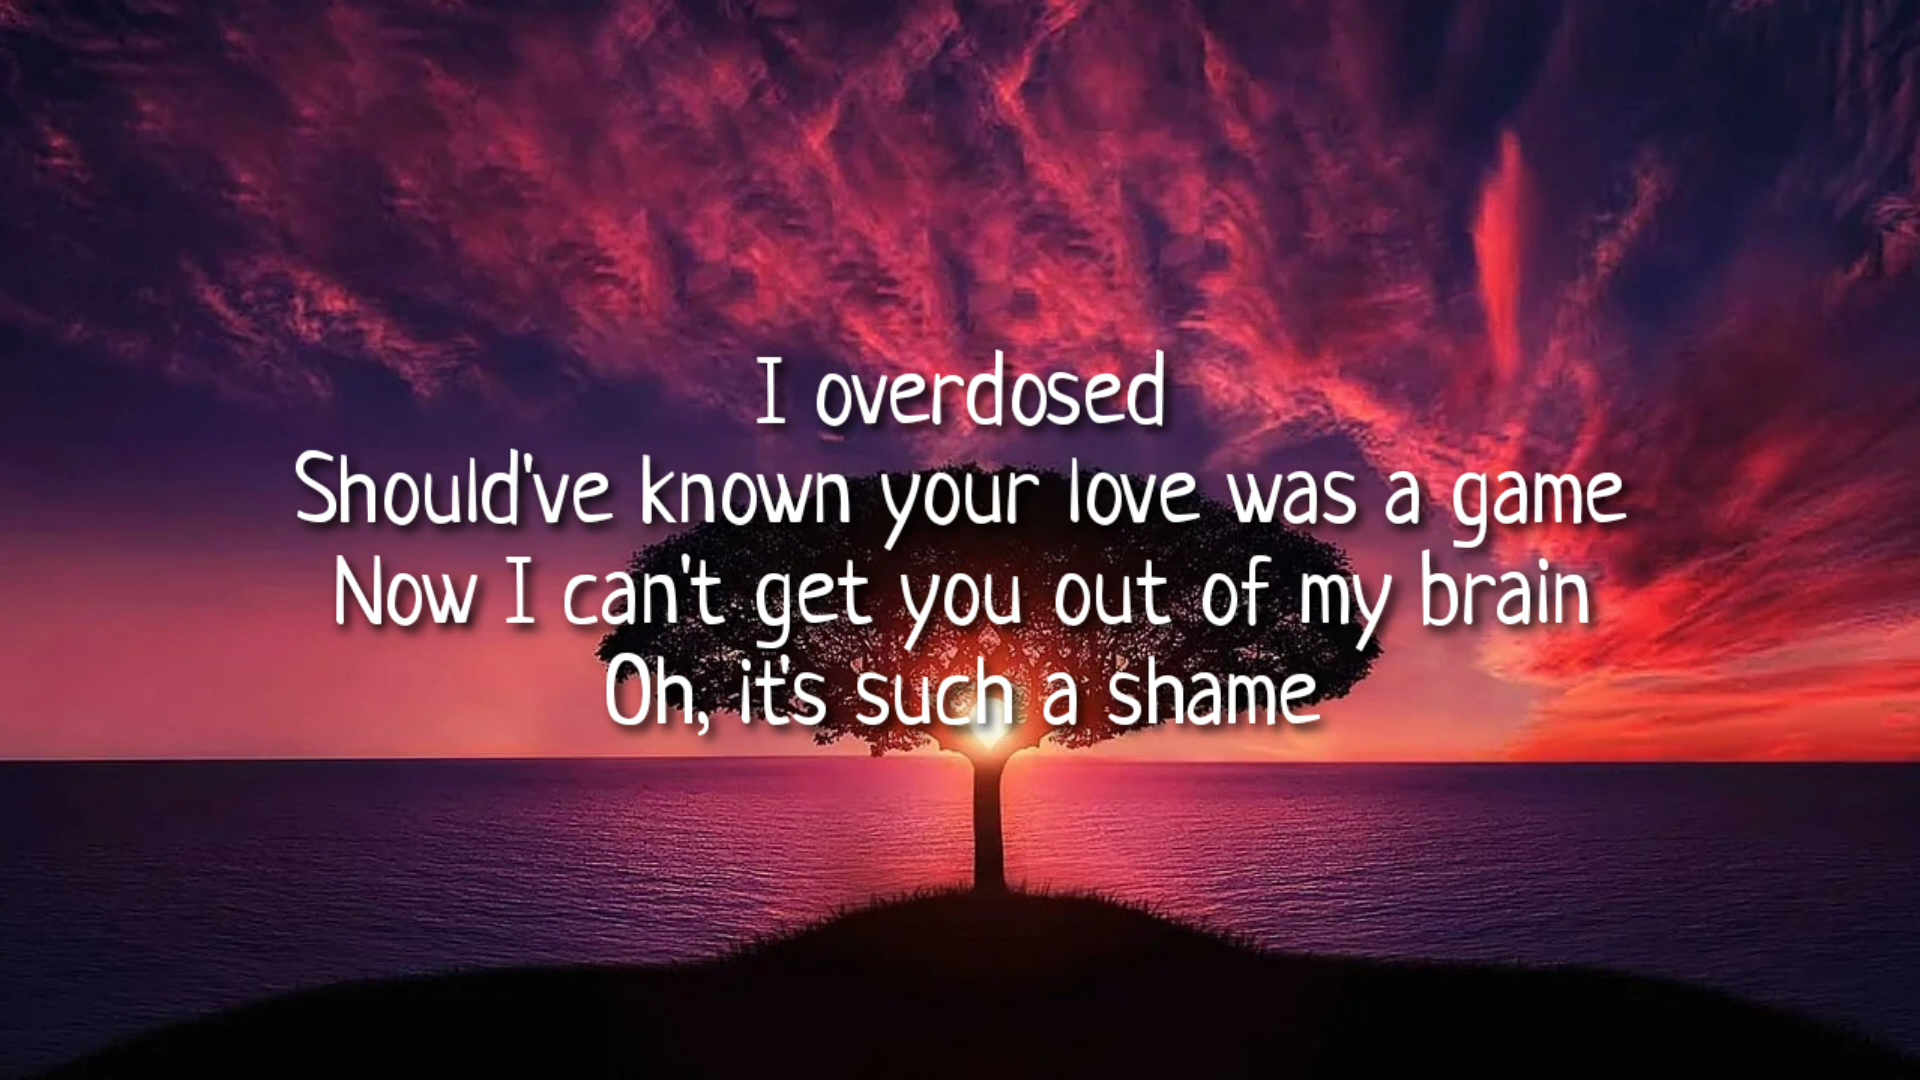 I overdosed
Should've known your love was a game
Now I can't get you out of my brain
Oh, it's such a shame